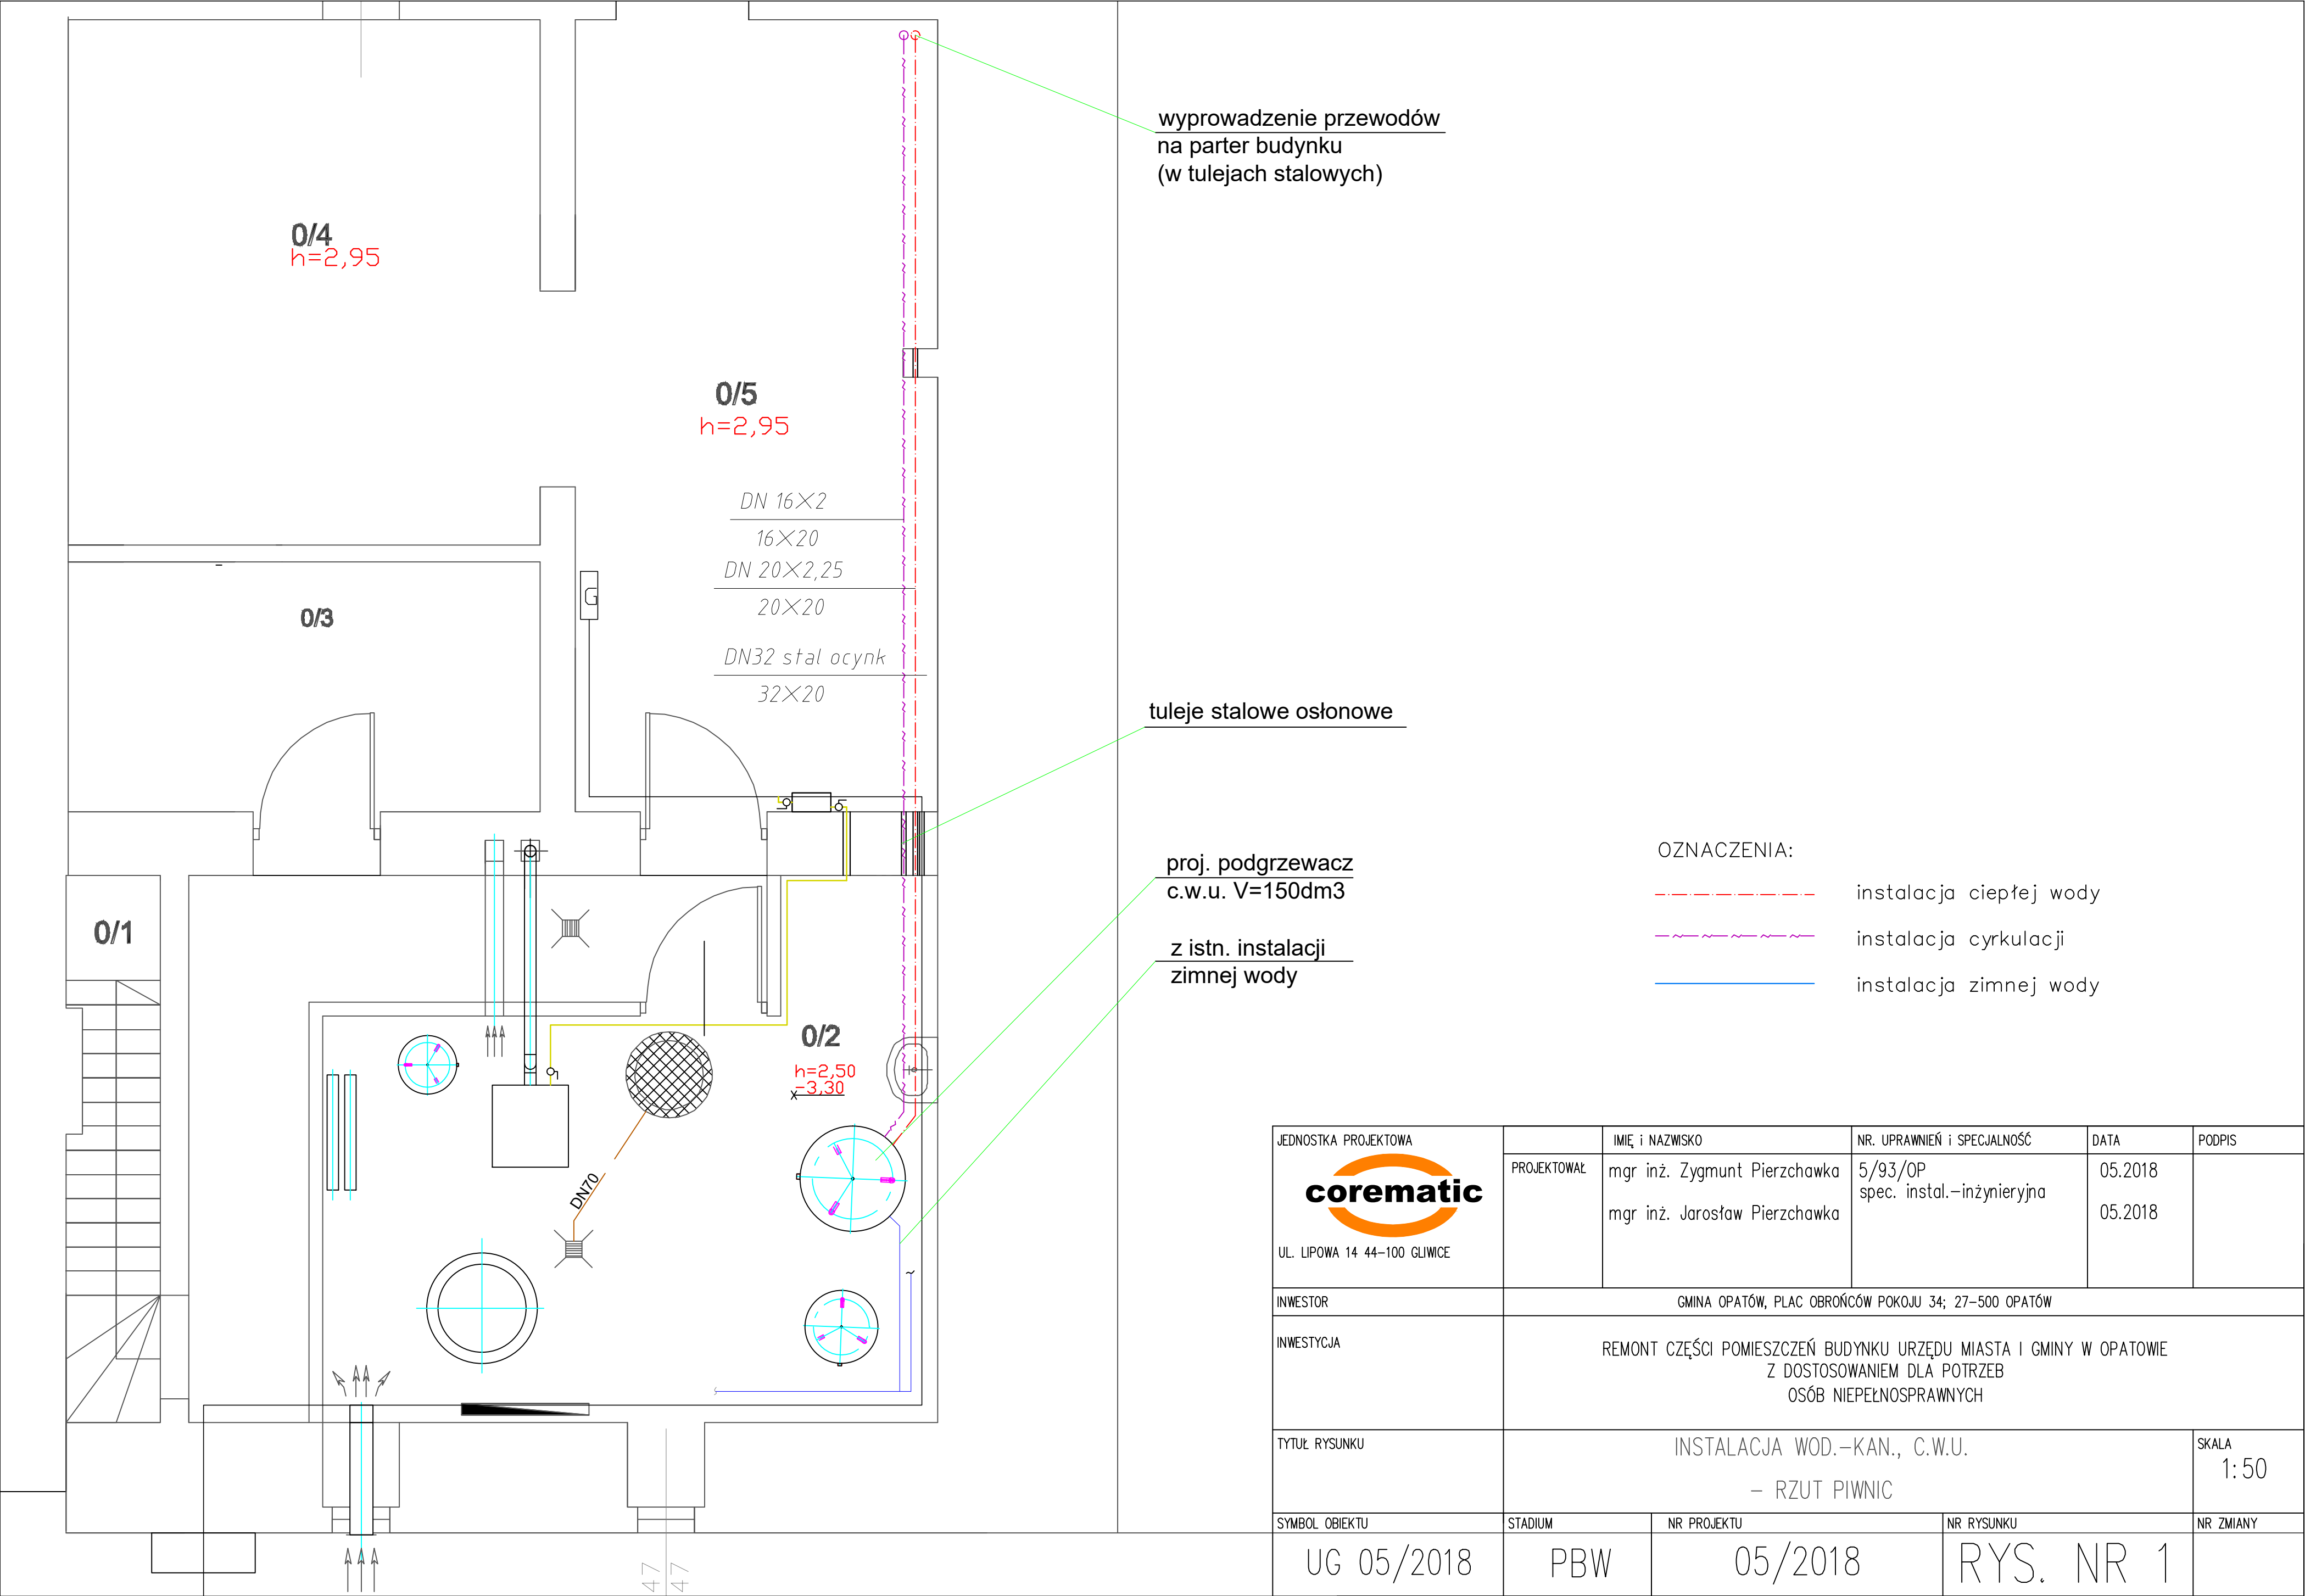 wyprowadzenie przewodów
na parter budynku
(w tulejach stalowych)
0/4
h=2,95
0/5
h=2,95
DN 16X2
16X20
DN 20X2,25
20X20
DN32 stal ocynk
32X20
G
0/3
tuleje stalowe osłonowe
proj. podgrzewacz
c.w.u. V=150dm3
z istn. instalacji
zimnej wody
OZNACZENIA:
instalacja ciepłej wody
instalacja cyrkulacji
instalacja zimnej wody
0/1
0/2
h=2,50
-3,30
DN70
47
47
JEDNOSTKA PROJEKTOWA
corematic
UL. LIPOWA 14 44-100 GLIWICE
IMIĘ i NAZWISKO
NR. UPRAWNIEŃ i SPECJALNOŚĆ
DATA
PODPIS
PROJEKTOWAŁ
mgr inż. Zygmunt Pierzchawka
5/93/OP
spec. instal.-inżynieryjna
05.2018
mgr inż. Jarosław Pierzchawka
05.2018
INWESTOR
GMINA OPATÓW, PLAC OBROŃCÓW POKOJU 34; 27-500 OPATÓW
INWESTYCJA
REMONT CZĘŚCI POMIESZCZEŃ BUDYNKU URZĘDU MIASTA I GMINY W OPATOWIE
Z DOSTOSOWANIEM DLA POTRZEB
OSÓB NIEPEŁNOSPRAWNYCH
TYTUŁ RYSUNKU
INSTALACJA WOD.-KAN., C.W.U.
- RZUT PIWNIC
SKALA
1:50
SYMBOL OBIEKTU
UG 05/2018
STADIUM
PBW
NR PROJEKTU
05/2018
NR RYSUNKU
RYS. NR 1
NR ZMIANY